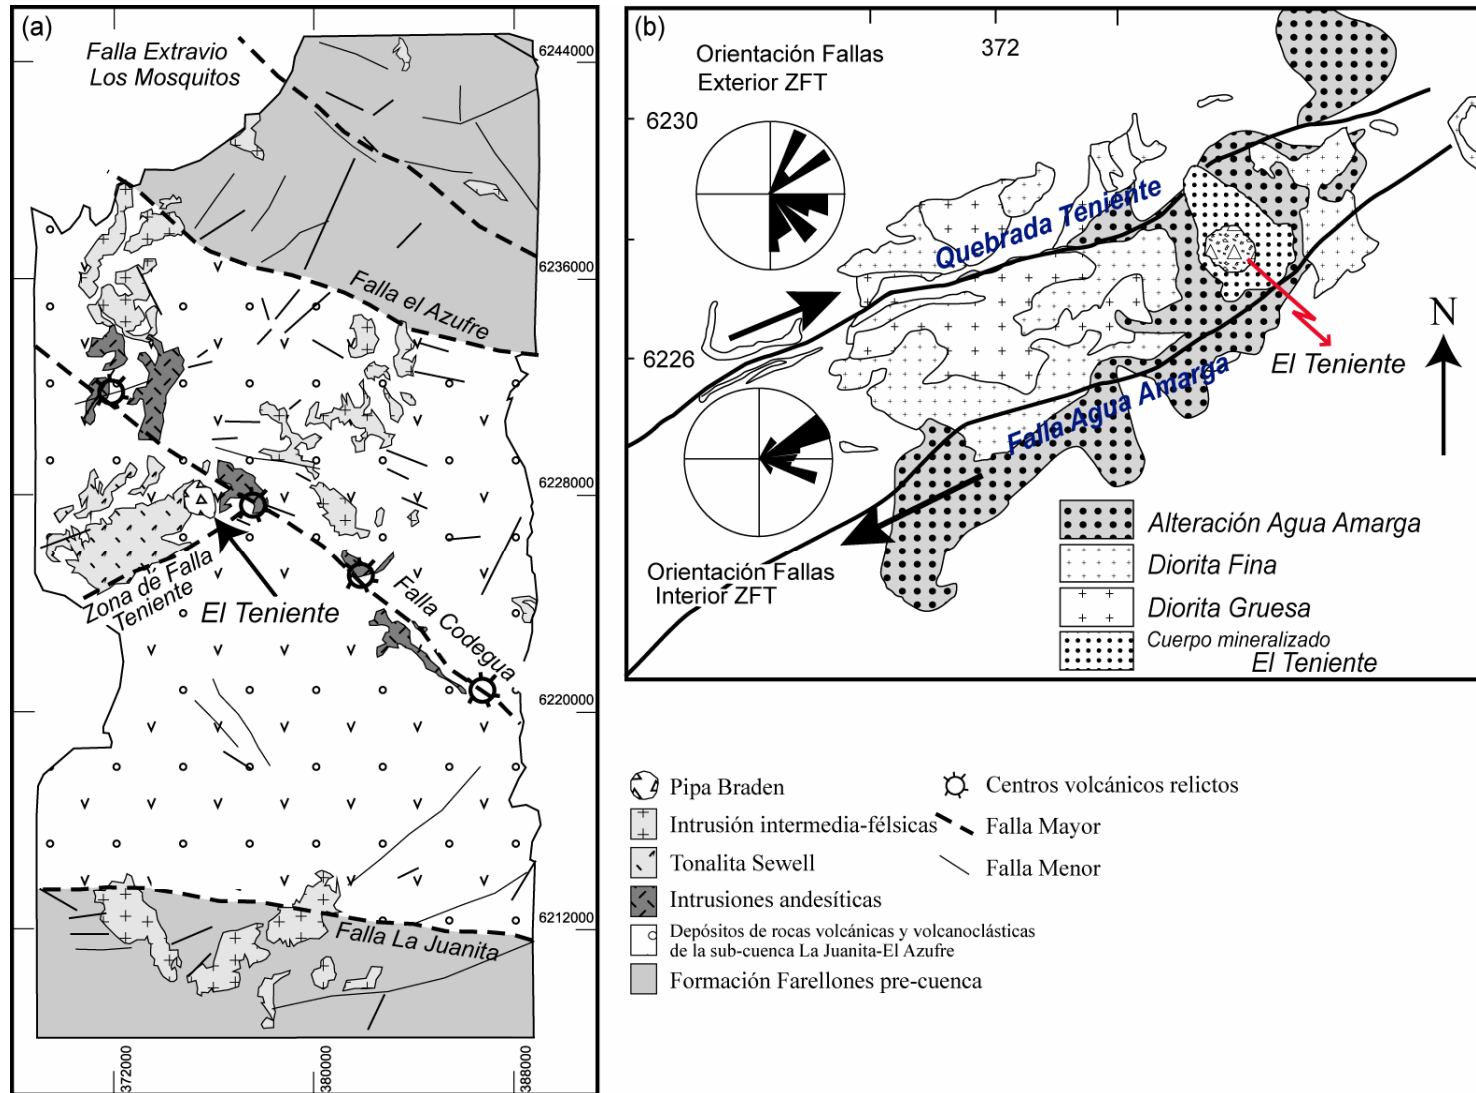 (a)
Falla Extravio
Los Mosquitos
6244000
6236000
Falla el Azufre
6228000
Zona de Falla
Teniente
El Teniente
Falla Codegua
6220000
6212000
Falla La Juanita
372000
380000
388000
(b)
Orientación Fallas
Exterior ZFT
372
6230
Quebrada Teniente
6226
N
El Teniente
Falla Agua Amarga
Orientación Fallas
Interior ZFT
Alteración Agua Amarga
Diorita Fina
Diorita Gruesa
Cuerpo mineralizado
El Teniente
Pipa Braden
Intrusión intermedia-félsicas
Tonalita Sewell
Intrusiones andesíticas
Depósitos de rocas volcánicas y volcanoclásticas
de la sub-cuenca La Juanita-El Azufre
Formación Farellones pre-cuenca
Centros volcánicos relictos
Falla Mayor
Falla Menor